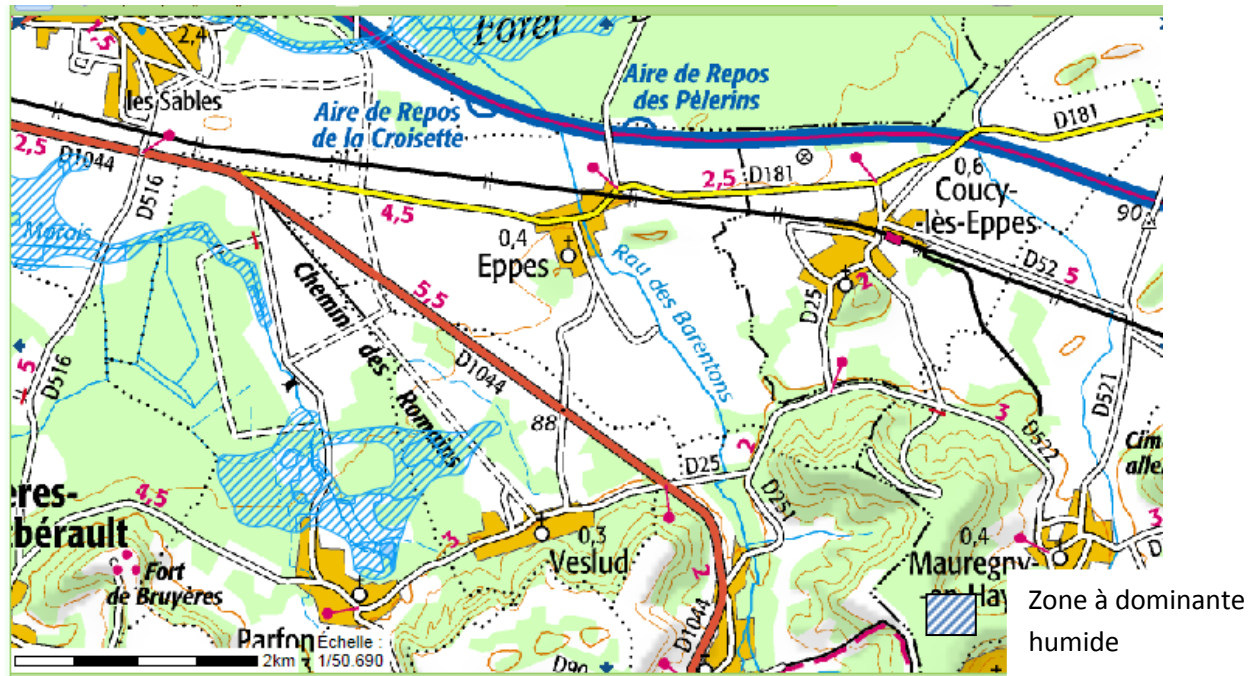 Forêt
2,4
2,5
les Sables
Aire de Repos
des Pèlerins
Aire de Repos
de la Croisette
D181
2,5
D1044
D516
2,5
D181
0,6
Coucy-
-lès-Eppes
90
4,5
0,4
Eppes
Marais
Rau des Barentons
D52
5
D25
2
Chemin
des
Romains
5,5
D1044
D516
5
88
D521
2
3
D522
D25
D251
4,5
3
0,3
Veslud
Fort
de Bruyères
ères-
bérault
2
D1044
0,4
Mauregny-
3
D
Parfon
Échelle :
2km
1/50.690
D90
Zone à dominante
humide